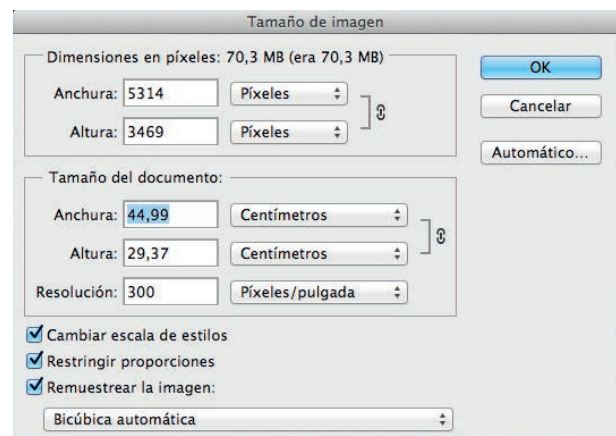 Tamaño de imagen
Dimensiones en píxeles: 70,3 MB (era 70,3 MB)
OK
Anchura: 5314 Píxeles
Cancelar
Altura: 3469 Píxeles
Automático...
Tamaño del documento:
Anchura: 44,99 Centímetros
Altura: 29,37 Centímetros
Resolución: 300 Píxeles/pulgada
Cambiar escala de estilos
Restringir proporciones
Remuestrear la imagen:
Bicúbica automática